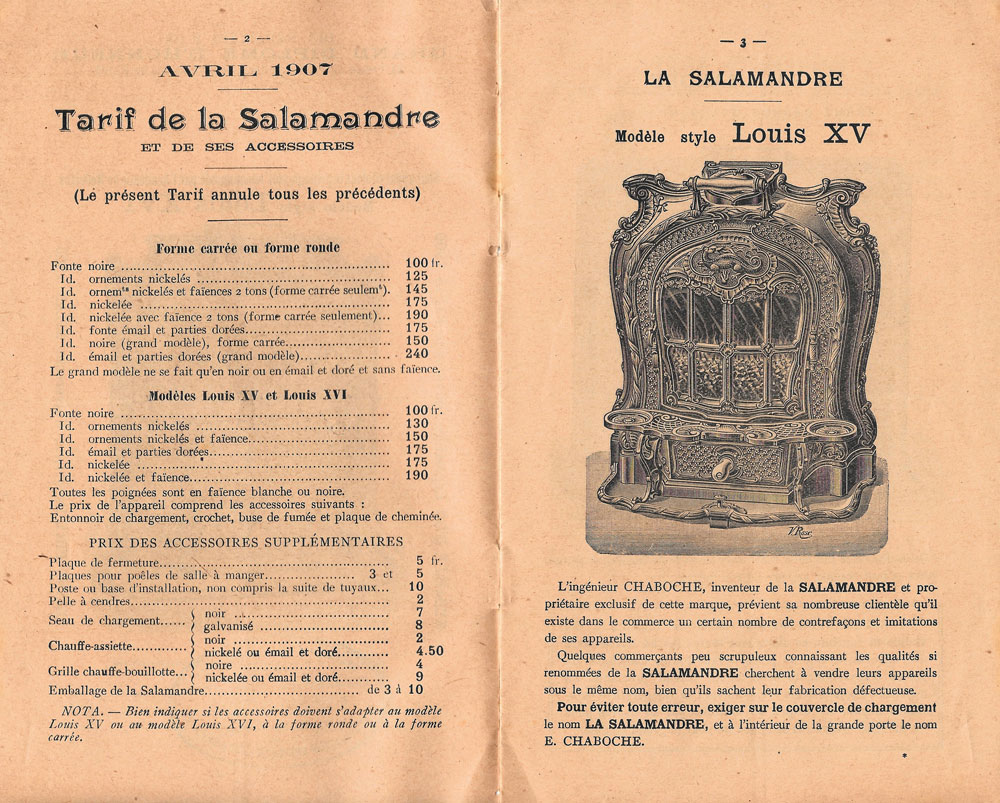 — 2 —
AVRIL 1907
Tarif de la Salamandre
ET DE SES ACCESSOIRES
(Le présent Tarif annule tous les précédents)
Forme carrée ou forme ronde
Fonte noire ........ 100 fr.
Id. ornements nickelés ........ 125
Id. ornemts nickelés et faïences 2 tons (forme carrée seulemt). 145
Id. nickelée ........ 175
Id. nickelée avec faïence 2 tons (forme carrée seulement)... 190
Id. fonte émail et parties dorées........ 175
Id. noire (grand modèle), forme carrée........ 150
Id. émail et parties dorées (grand modèle)........ 240
Le grand modèle ne se fait qu'en noir ou en émail et doré et sans faïence.
Modèles Louis XV et Louis XVI
Fonte noire ........ 100 fr.
Id. ornements nickelés ........ 130
Id. ornements nickelés et faïence........ 150
Id. émail et parties dorées........ 175
Id. nickelée ........ 175
Id. nickelée et faïence........ 190
Toutes les poignées sont en faïence blanche ou noire.
Le prix de l'appareil comprend les accessoires suivants :
Entonnoir de chargement, crochet, buse de fumée et plaque de cheminée.
PRIX DES ACCESSOIRES SUPPLÉMENTAIRES
Plaque de fermeture........ 5 fr.
Plaques pour poêles de salle à manger........ 3 et 5
Poste ou base d'installation, non compris la suite de tuyaux... 10
Pelle à cendres........ 2
Seau de chargement...... { noir ........ 7
galvanisé ........ 8
Chauffe-assiette........ { noir ........ 2
nickelé ou émail et doré........ 4.50
Grille chauffe-bouillotte... { noire ........ 4
nickelée ou émail et doré........ 9
Emballage de la Salamandre........ de 3 à 10
NOTA. — Bien indiquer si les accessoires doivent s'adapter au modèle
Louis XV ou au modèle Louis XVI, à la forme ronde ou à la forme
carrée.
— 3 —
LA SALAMANDRE
Modèle style Louis XV
V. Rose
L'ingénieur CHABOCHE, inventeur de la SALAMANDRE et pro-
priétaire exclusif de cette marque, prévient sa nombreuse clientèle qu'il
existe dans le commerce un certain nombre de contrefaçons et imitations
de ses appareils.
Quelques commerçants peu scrupuleux connaissant les qualités si
renommées de la SALAMANDRE cherchent à vendre leurs appareils
sous le même nom, bien qu'ils sachent leur fabrication défectueuse.
Pour éviter toute erreur, exiger sur le couvercle de chargement
le nom LA SALAMANDRE, et à l'intérieur de la grande porte le nom
E. CHABOCHE.
*